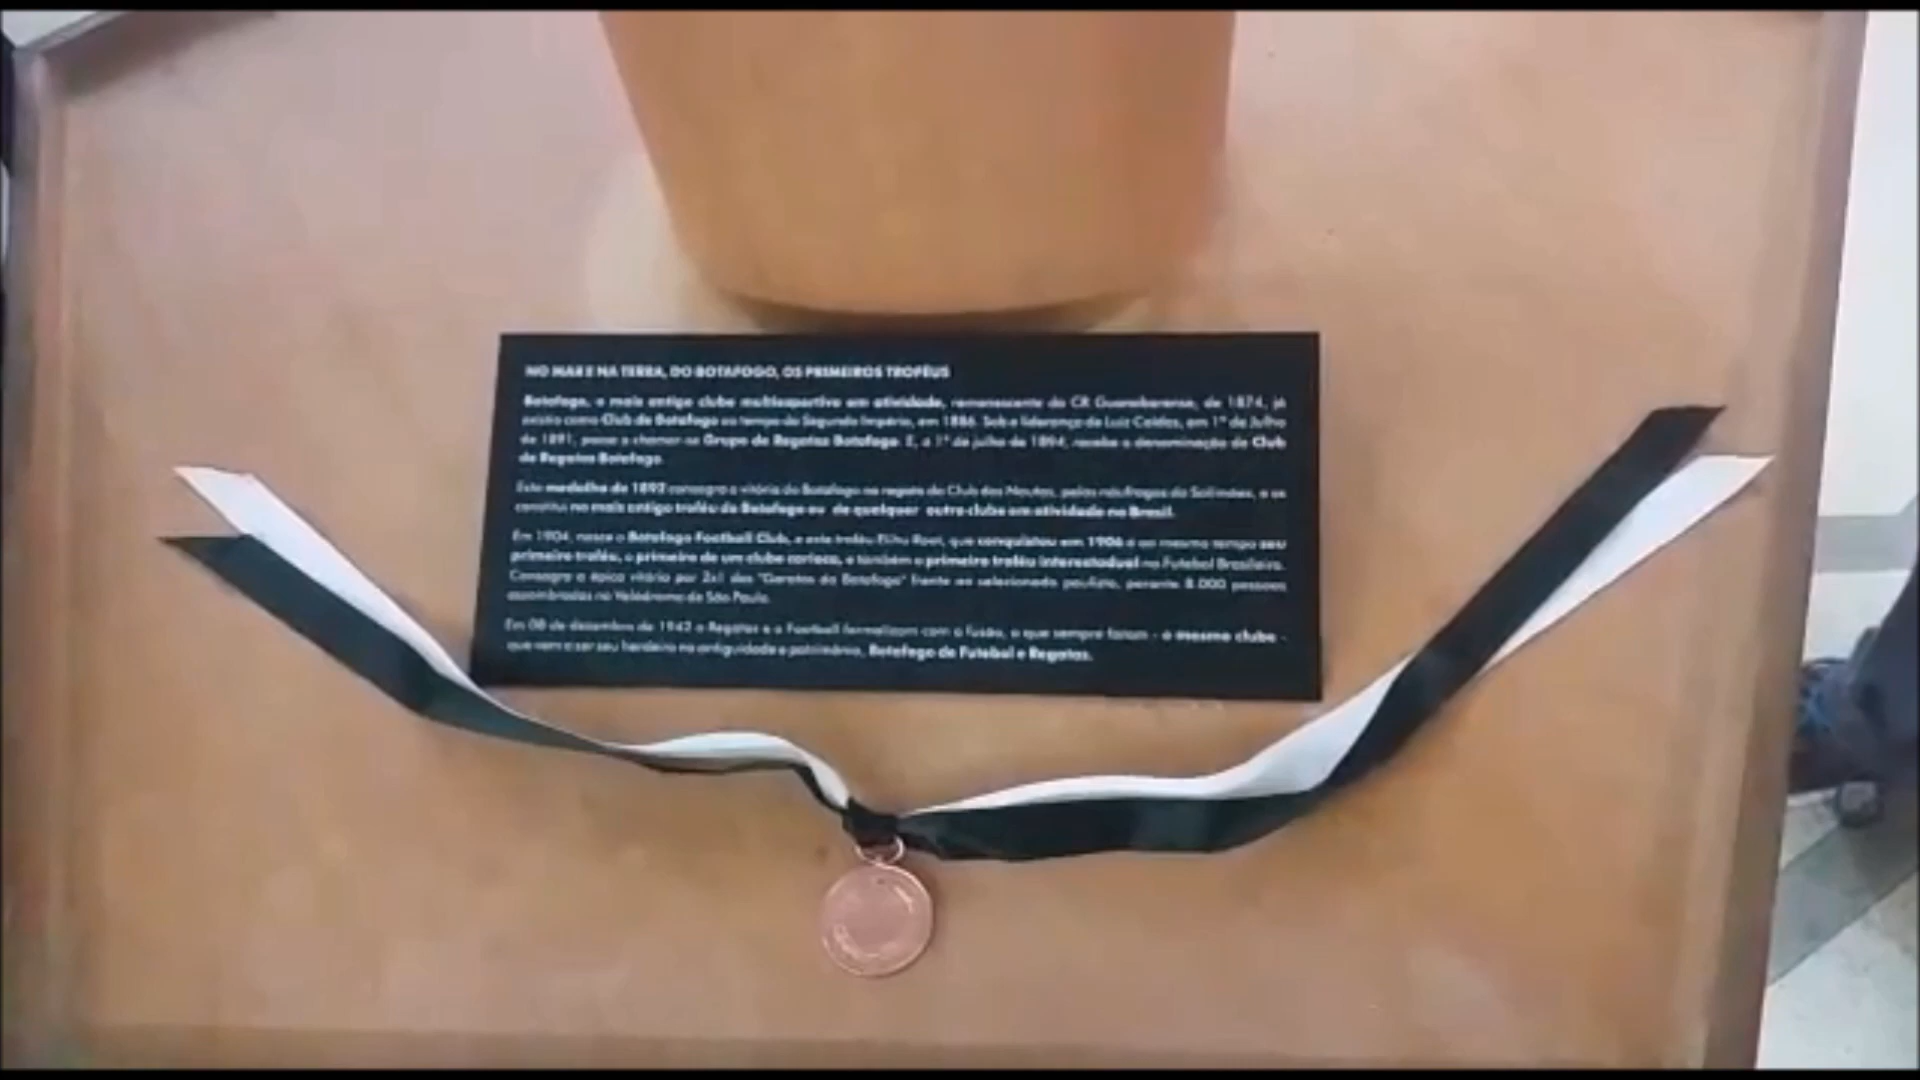 NO MAR E NA TERRA, DO BOTAFOGO, OS PRIMEIROS TROFÉUS
Botafogo, o mais antigo clube multiesportivo em atividade, remanescente do CR Guanabarense, de 1874, já
existia como Club de Botafogo ao tempo do Segundo Império, em 1886. Sob a liderança de Luiz Caldas, em 1º de Julho
de 1891, passa a chamar-se Grupo de Regatas Botafogo. E, a 1º de julho de 1894, recebe a denominação de Club
de Regatas Botafogo.
Esta medalha de 1892 consagra a vitória do Botafogo na regata do Club dos Nautas, pelos náufragos do Solimões, e se
constitui no mais antigo troféu do Botafogo ou de qualquer outro clube em atividade no Brasil.
Em 1904, nasce o Botafogo Football Club, e este troféu Elihu Root, que conquistou em 1906 é ao mesmo tempo seu
primeiro troféu, o primeiro de um clube carioca, e também o primeiro troféu interestadual no Futebol Brasileiro.
Consagra a épica vitória por 2x1 dos "Garotos do Botafogo" frente ao selecionado paulista, perante 8.000 pessoas
assombradas no Velódromo de São Paulo.
Em 08 de dezembro de 1942 o Regatas e o Football formalizam com a fusão, o que sempre foram - o mesmo clube -
que vem a ser seu herdeiro na antiguidade e patrimônio, Botafogo de Futebol e Regatas.